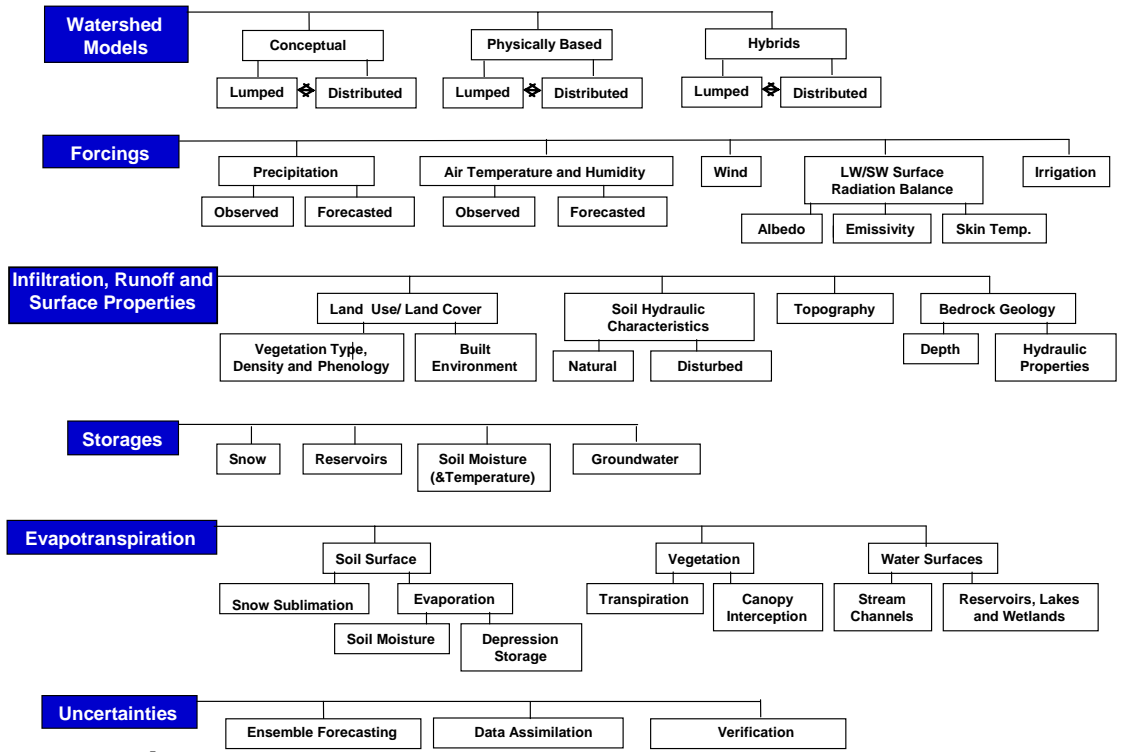 Watershed
Models
Conceptual
Physically Based
Hybrids
Lumped
Distributed
Lumped
Distributed
Lumped
Distributed
Forcings
Precipitation
Air Temperature and Humidity
Wind
LW/SW Surface
Radiation Balance
Irrigation
Observed
Forecasted
Observed
Forecasted
Albedo
Emissivity
Skin Temp.
Infiltration, Runoff and
Surface Properties
Land Use/ Land Cover
Soil Hydraulic
Characteristics
Topography
Bedrock Geology
Vegetation Type,
Density and Phenology
Built
Environment
Natural
Disturbed
Depth
Hydraulic
Properties
Storages
Snow
Reservoirs
Soil Moisture
(&Temperature)
Groundwater
Evapotranspiration
Soil Surface
Vegetation
Water Surfaces
Snow Sublimation
Evaporation
Transpiration
Canopy
Interception
Stream
Channels
Reservoirs, Lakes
and Wetlands
Soil Moisture
Depression
Storage
Uncertainties
Ensemble Forecasting
Data Assimilation
Verification